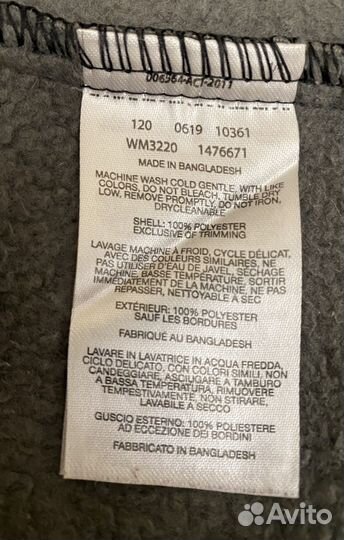 006964-ACT-2011
120 0619 10361
WM3220 1476671
MADE IN BANGLADESH
MACHINE WASH COLD GENTLE, WITH LIKE
COLORS, DO NOT BLEACH, TUMBLE DRY
LOW, REMOVE PROMPTLY, DO NOT IRON,
DRYCLEANABLE
SHELL: 100% POLYESTER
EXCLUSIVE OF TRIMMING
LAVAGE MACHINE À FROID, CYCLE DÉLICAT,
AVEC DES COULEURS SIMILAIRES, NE
PAS UTILISER D'EAU DE JAVEL, SÉCHAGE
MACHINE, BASSE TEMPÉRATURE, SORTIR
IMMÉDIATEMENT DE LA MACHINE, NE PAS
REPASSER, NETTOYABLE A SEC
EXTÉRIEUR: 100% POLYESTER
SAUF LES BORDURES
FABRIQUÉ AU BANGLADESH
LAVARE IN LAVATRICE IN ACQUA FREDDA,
CICLO DELICATO, CON COLORI SIMILI, NON
CANDEGGIARE, ASCIUGARE A TAMBURO
A BASSA TEMPERATURA, RIMUOVERE
TEMPESTIVAMENTE, NON STIRARE,
LAVABILE A SECCO
GUSCIO ESTERNO: 100% POLIESTERE
AD ECCEZIONE DEI BORDINI
FABBRICATO IN BANGLADESH
Avito